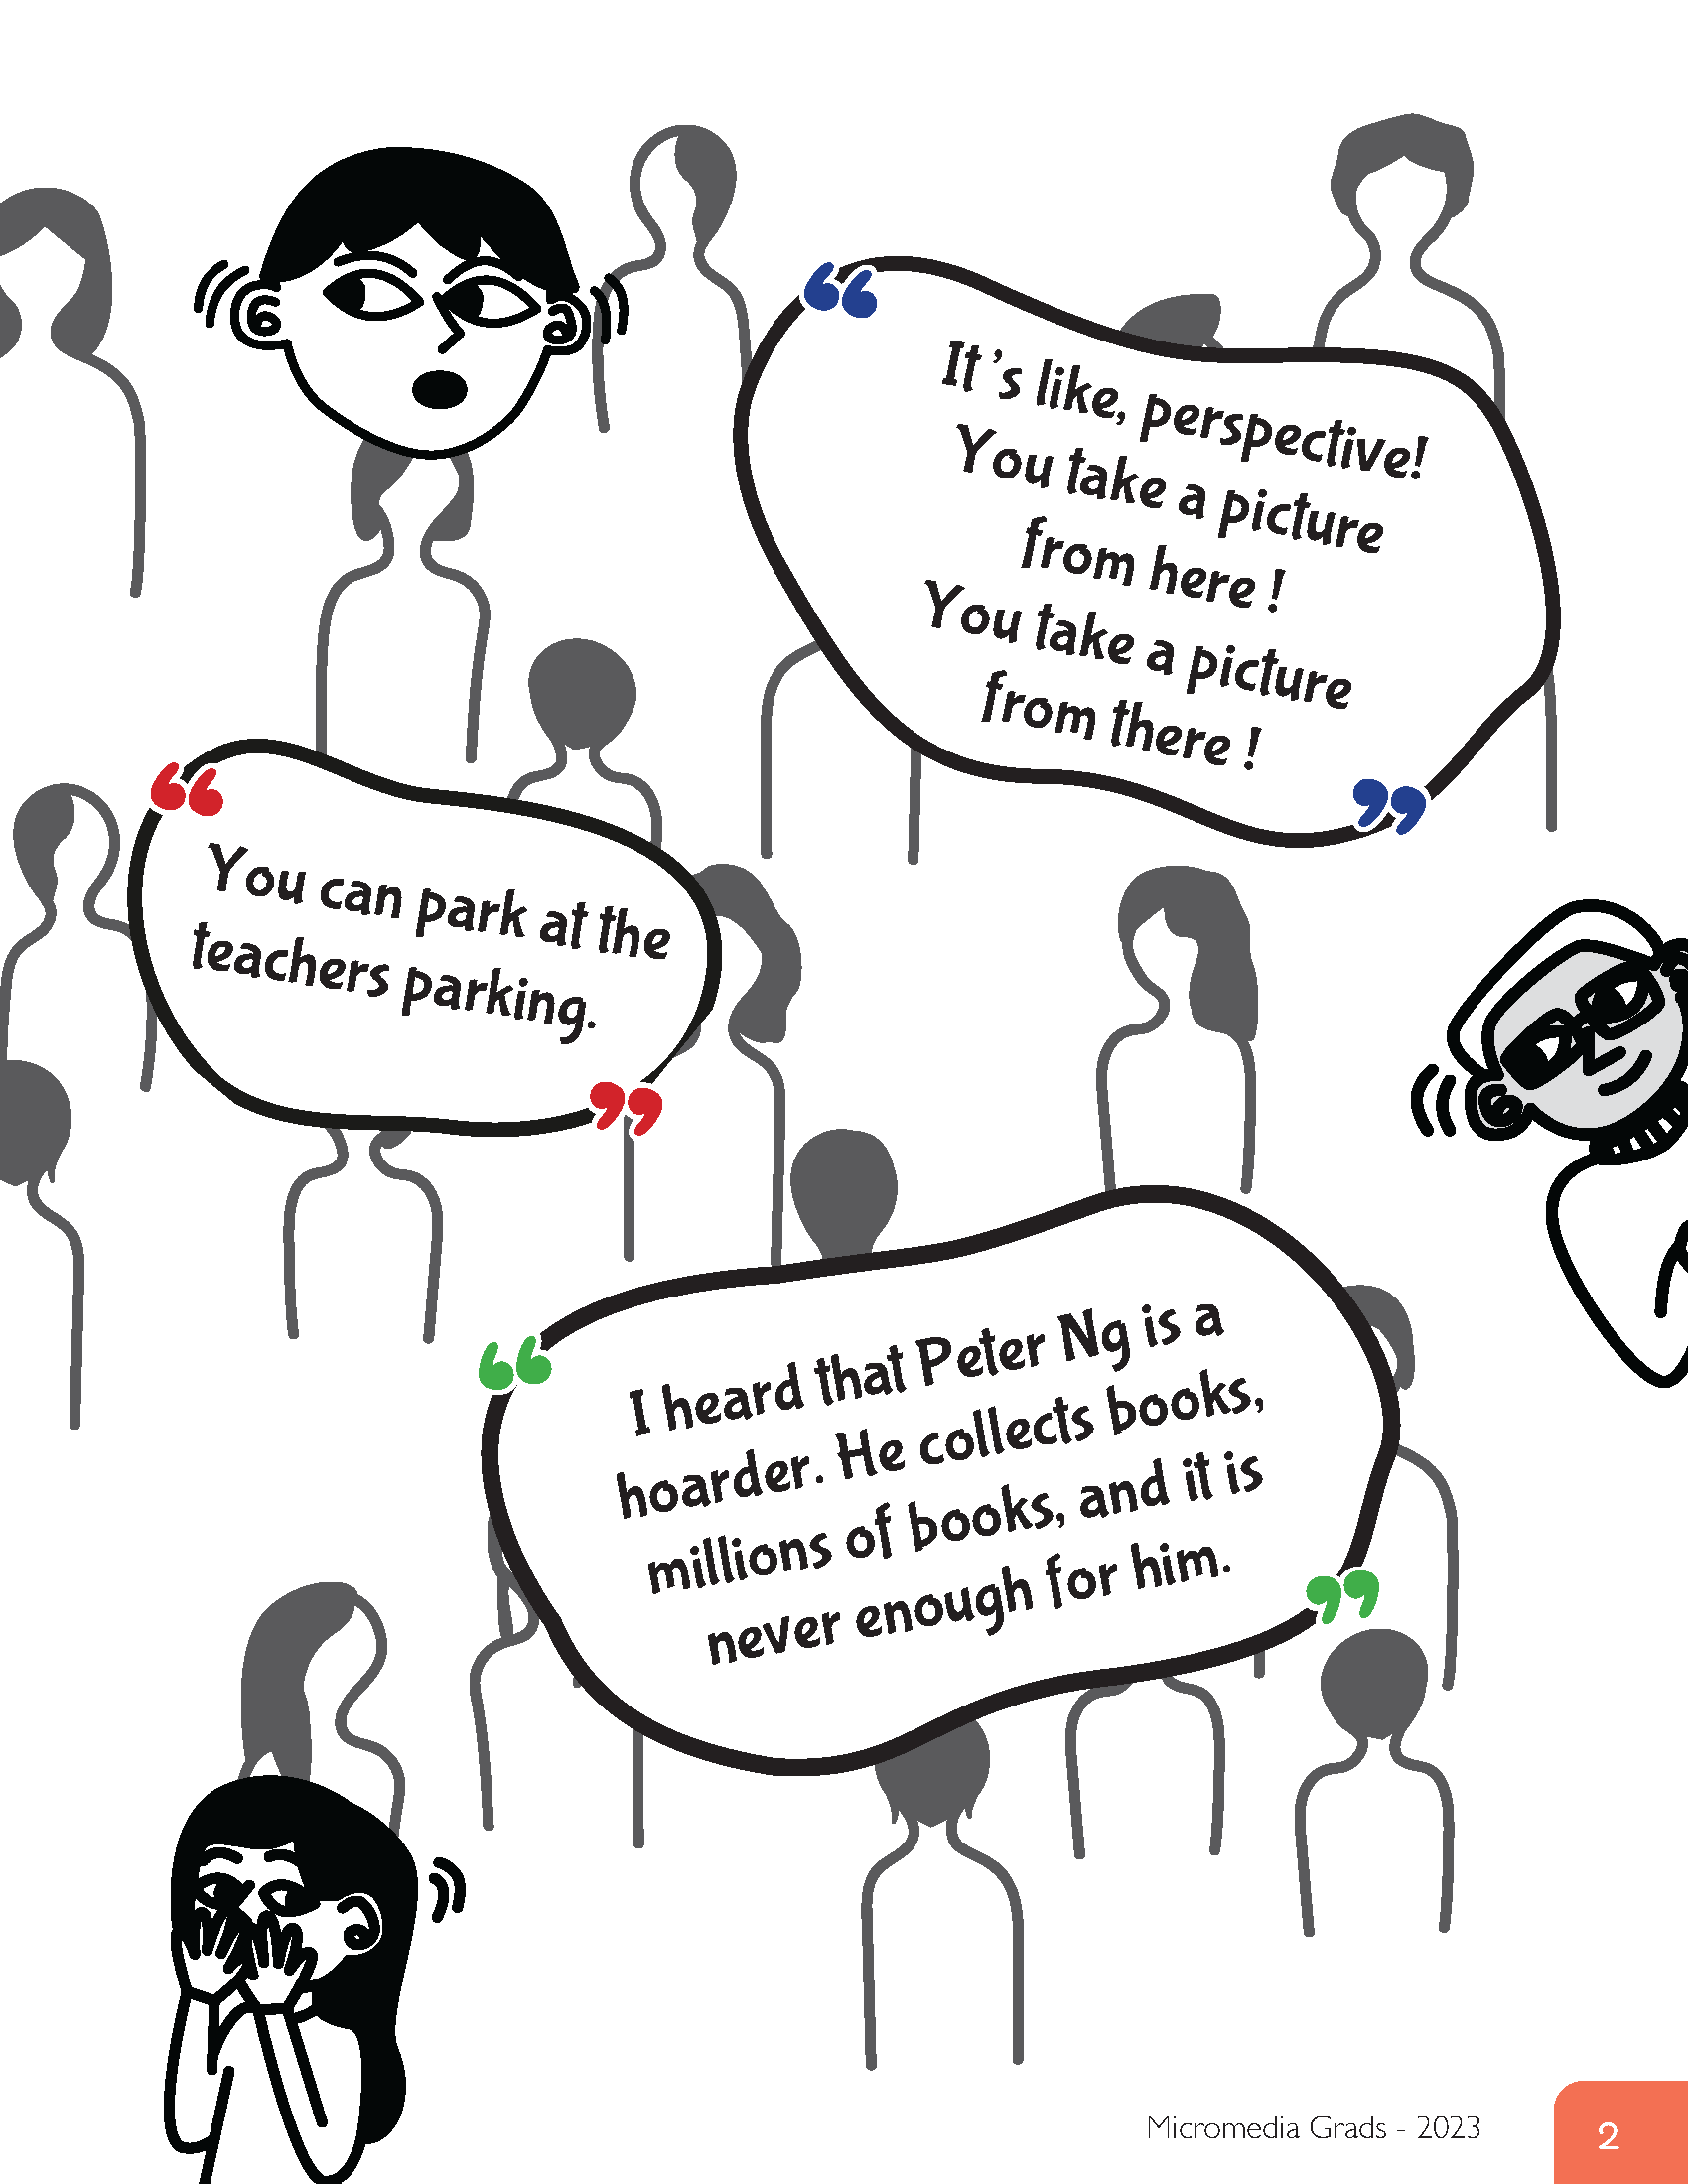 “
It's like, perspective!
You take a picture
from here !
You take a picture
from there !
”
“
You can park at the
teachers parking.
”
“
I heard that Peter Ng is a
hoarder. He collects books,
millions of books, and it is
never enough for him.
”
Micromedia Grads - 2023
2